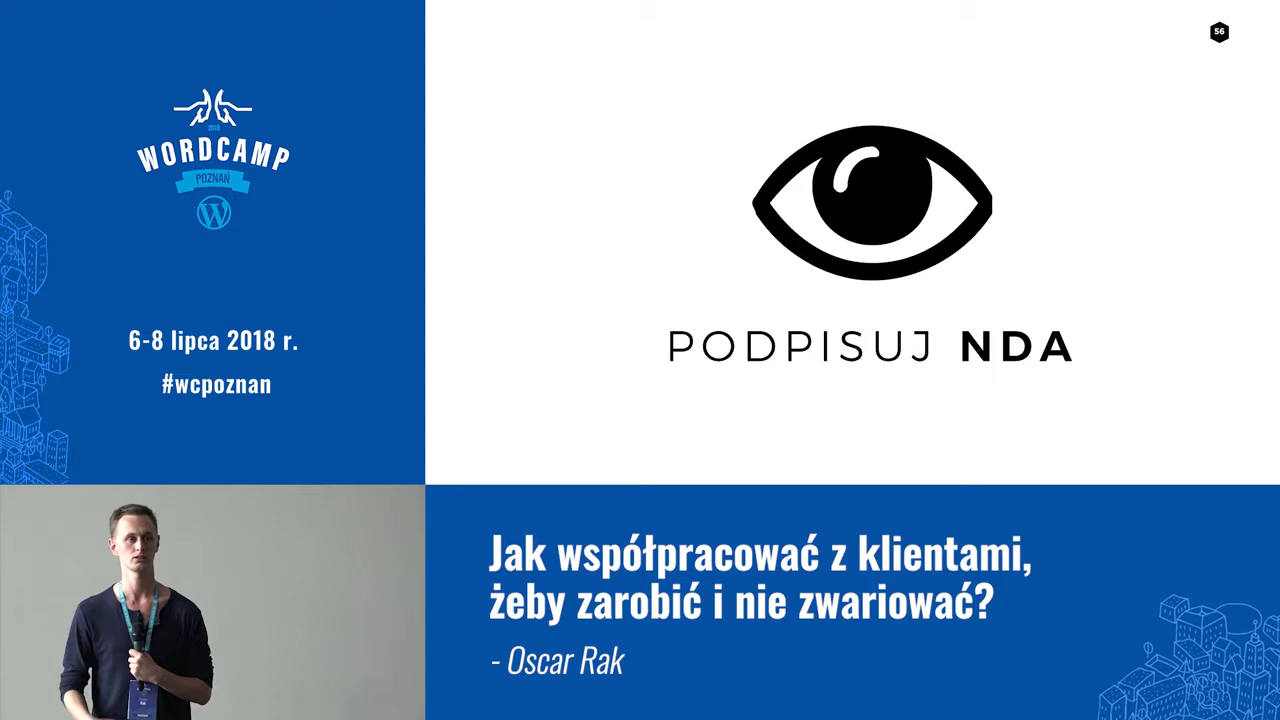 2018
WORDCAMP
POZNAŃ
6-8 lipca 2018 r.
#wcpoznan
56
PODPISUJ NDA
Jak współpracować z klientami,
żeby zarobić i nie zwariować?
- Oscar Rak